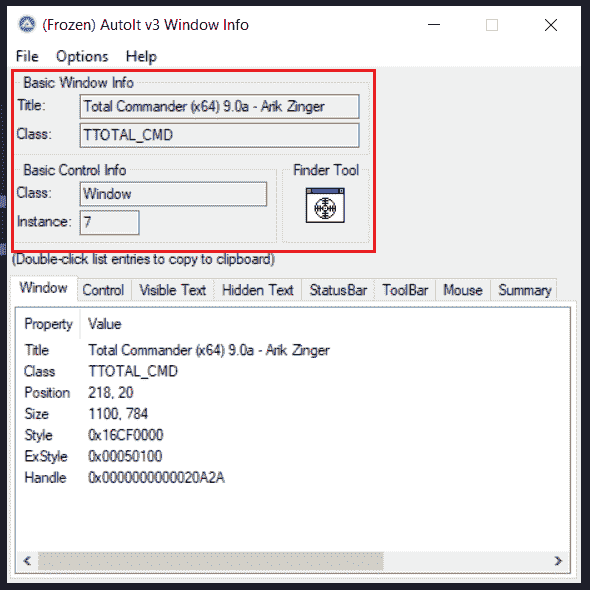 (Frozen) AutoIt v3 Window Info
File Options Help
Basic Window Info
Title: Total Commander (x64) 9.0a - Arik Zinger
Class: TTOTAL_CMD
Basic Control Info
Finder Tool
Class: Window
Instance: 7
(Double-click list entries to copy to clipboard)
Window Control Visible Text Hidden Text StatusBar ToolBar Mouse Summary
Property Value
Title Total Commander (x64) 9.0a - Arik Zinger
Class TTOTAL_CMD
Position 218, 20
Size 1100, 784
Style 0x16CF0000
ExStyle 0x00050100
Handle 0x0000000000020A2A